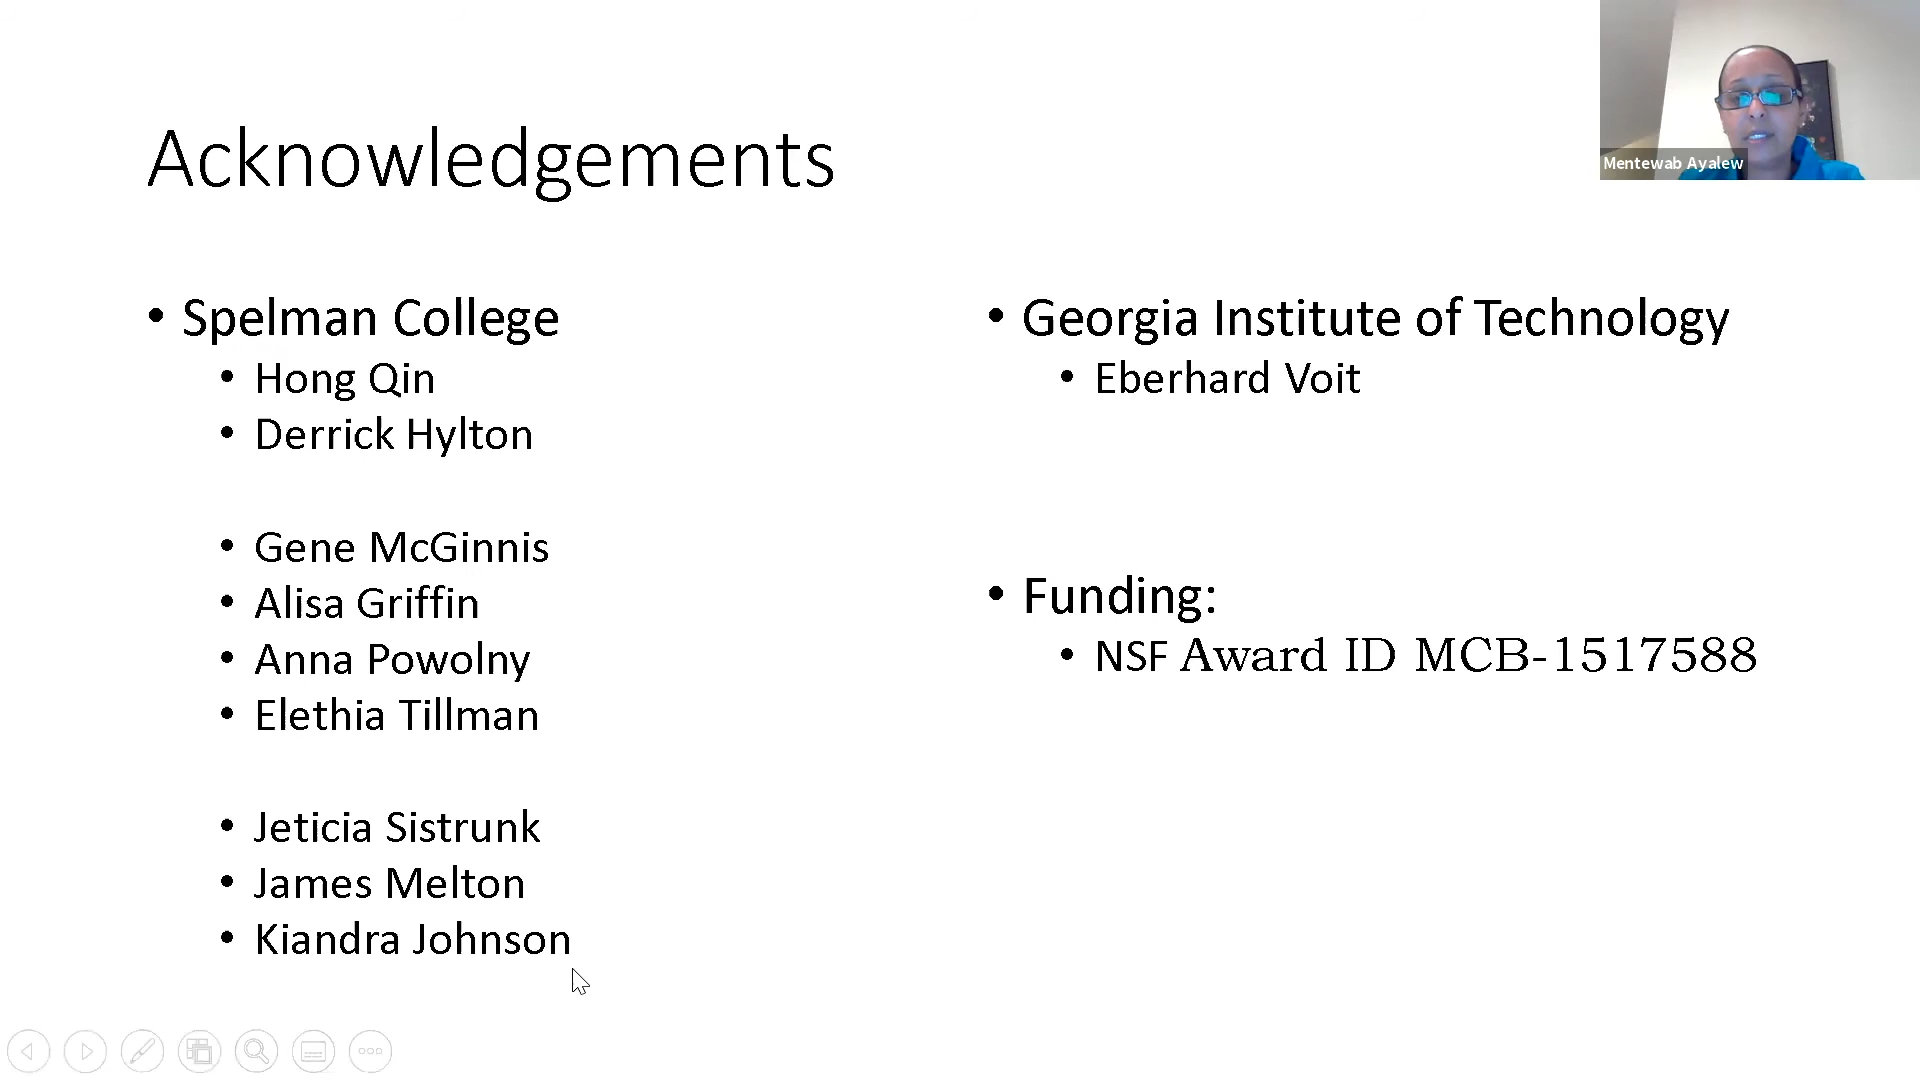 Acknowledgements
Mentewab Ayalew
• Spelman College
• Hong Qin
• Derrick Hylton
• Gene McGinnis
• Alisa Griffin
• Anna Powolny
• Elethia Tillman
• Jeticia Sistrunk
• James Melton
• Kiandra Johnson
• Georgia Institute of Technology
• Eberhard Voit
• Funding:
• NSF Award ID MCB-1517588